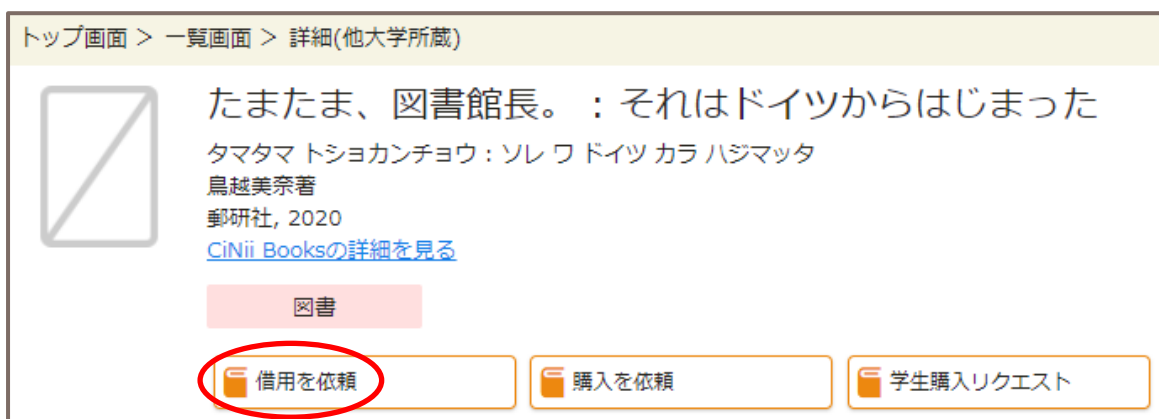 トップ画面 > 一覧画面 > 詳細(他大学所蔵)
たまたま、図書館長。 : それはドイツからはじまった
タマタマ トショカンチョウ : ソレ ワ ドイツ カラ ハジマッタ
鳥越美奈著
郵研社, 2020
CiNii Booksの詳細を見る
図書
借用を依頼 購入を依頼 学生購入リクエスト